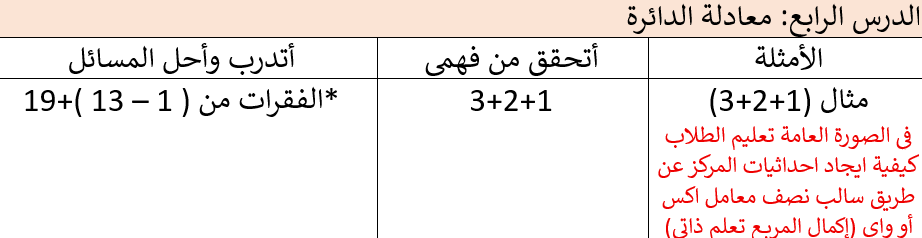 الدرس الرابع: معادلة الدائرة
الأمثلة
أتحقق من فهمى
أتدرب وأحل المسائل
مثال (1+2+3)
3+2+1
*الفقرات من ( 1 – 13 )+19
فى الصورة العامة تعليم الطلاب
كيفية ايجاد احداثيات المركز عن
طريق سالب نصف معامل اكس
أو واى (إكمال المربع تعلم ذاتى)